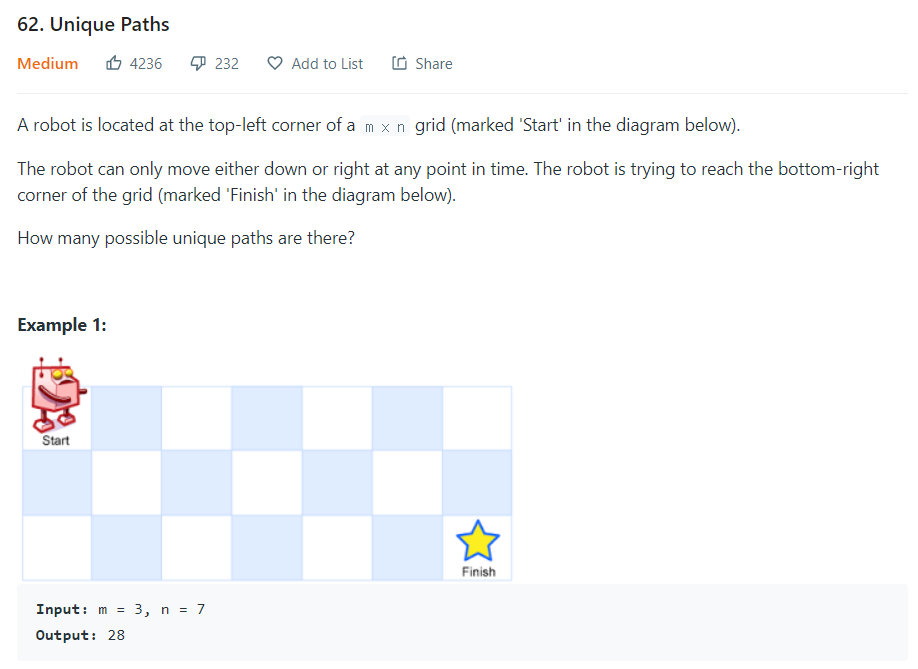 62. Unique Paths
Medium 4236 232 Add to List Share
A robot is located at the top-left corner of a m x n grid (marked 'Start' in the diagram below).
The robot can only move either down or right at any point in time. The robot is trying to reach the bottom-right
corner of the grid (marked 'Finish' in the diagram below).
How many possible unique paths are there?
Example 1:
Start
Finish
Input: m = 3, n = 7
Output: 28